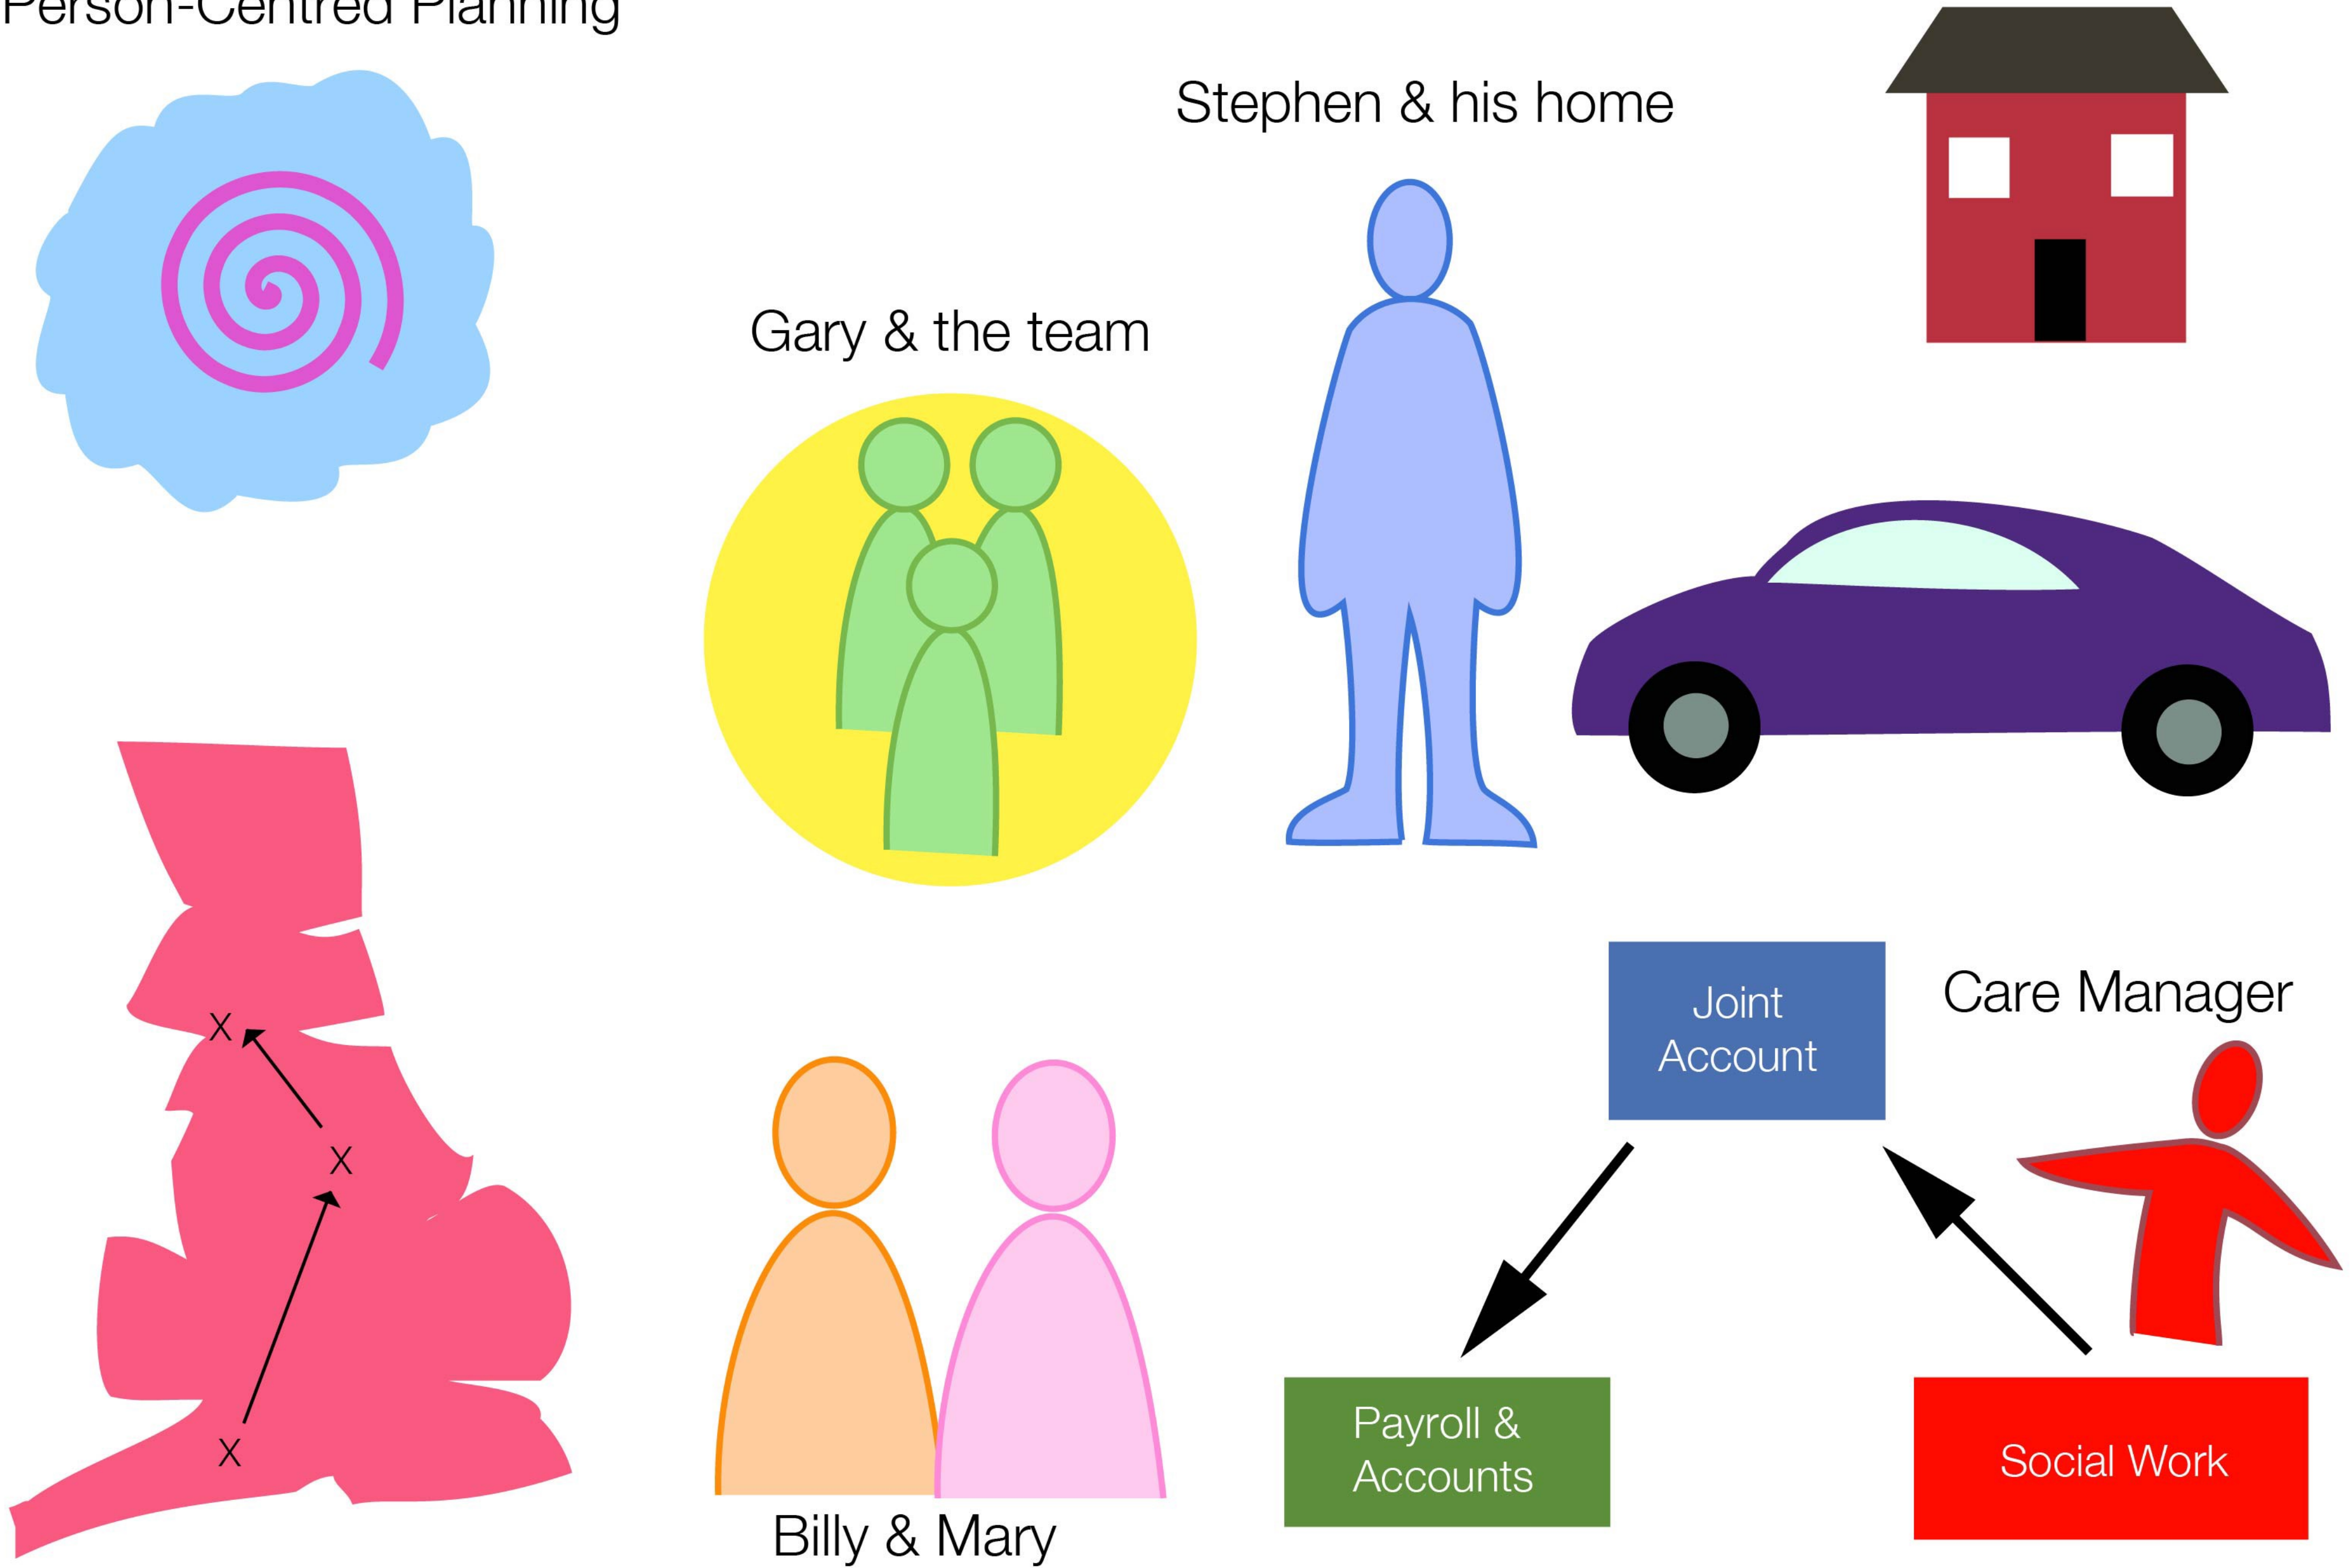 Person-Centred Planning
Stephen & his home
Gary & the team
Joint
Account
Care Manager
X
X
X
Payroll &
Accounts
Social Work
Billy & Mary